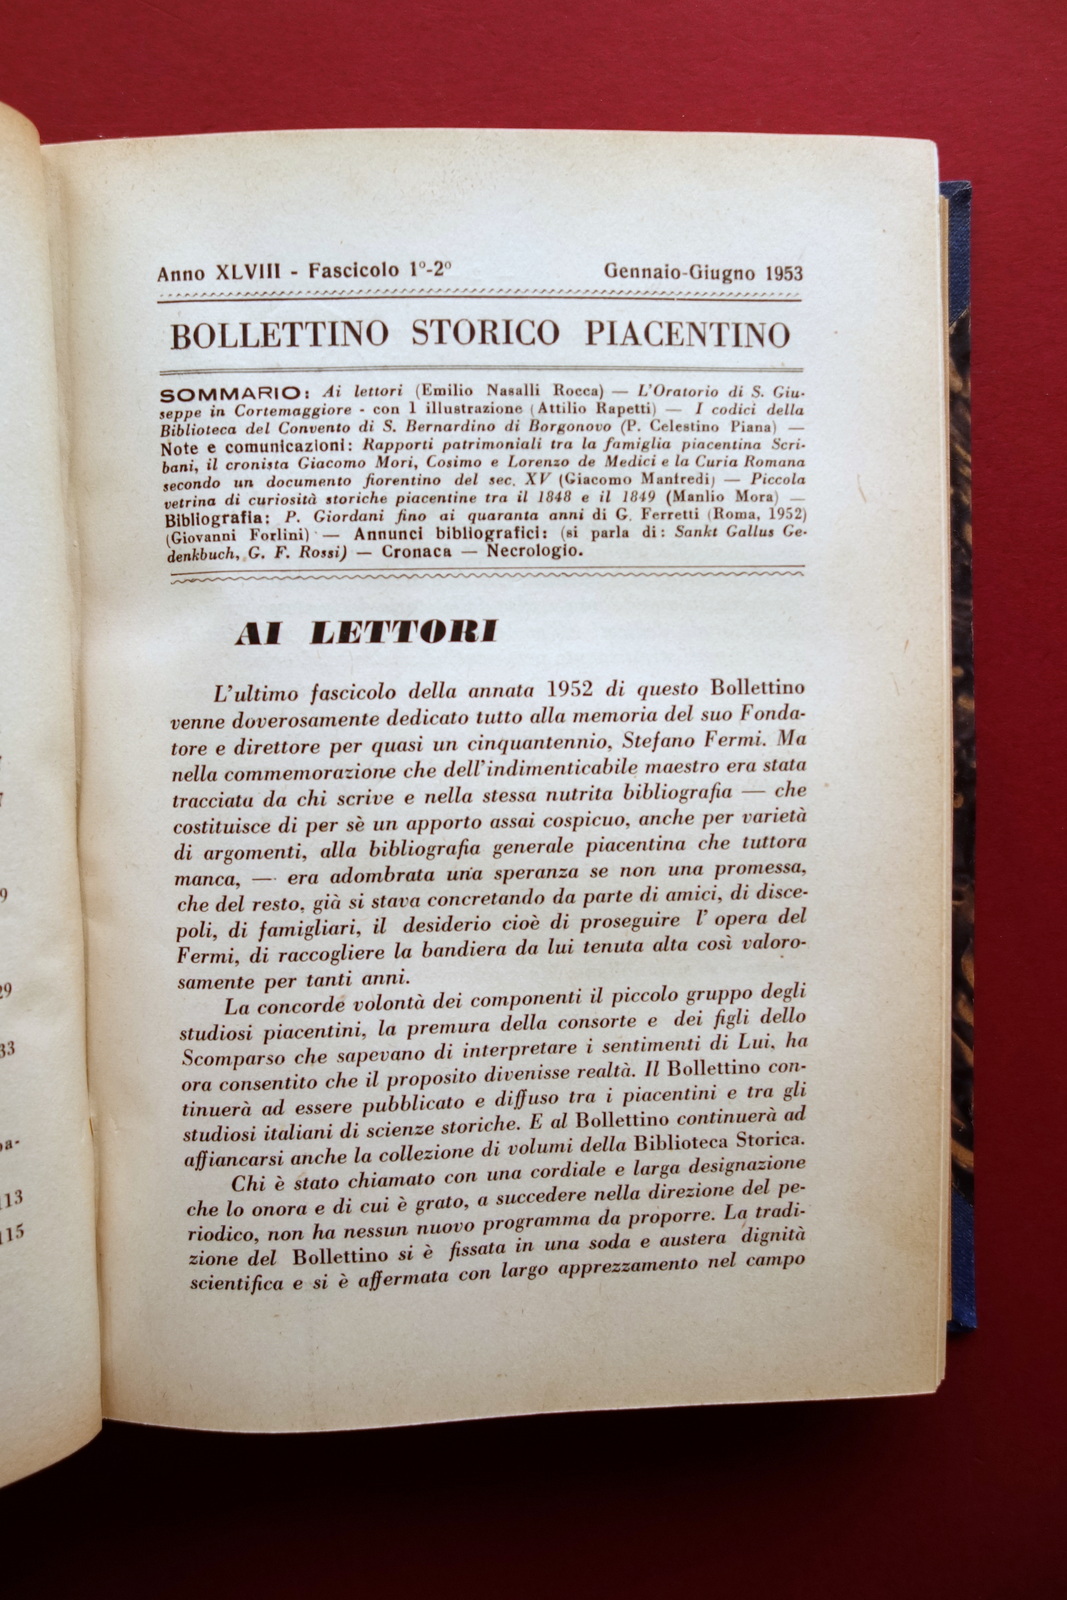 9
29
33
pa-
113
115
Anno XLVIII - Fascicolo 1º-2º Gennaio-Giugno 1953
BOLLETTINO STORICO PIACENTINO
SOMMARIO: Ai lettori (Emilio Nasalli Rocca) — L'Oratorio di S. Giu-
seppe in Cortemaggiore - con 1 illustrazione (Attilio Rapetti) — I codici della
Biblioteca del Convento di S. Bernardino di Borgonovo (P. Celestino Piana) —
Note e comunicazioni: Rapporti patrimoniali tra la famiglia piacentina Scri-
bani, il cronista Giacomo Mori, Cosimo e Lorenzo de Medici e la Curia Romana
secondo un documento fiorentino del sec. XV (Giacomo Manfredi) — Piccola
vetrina di curiosità storiche piacentine tra il 1848 e il 1849 (Manlio Mora) —
Bibliografia: P. Giordani fino ai quaranta anni di G. Ferretti (Roma, 1952)
(Giovanni Forlini) — Annunci bibliografici: (si parla di: Sankt Gallus Ge-
denkbuch, G. F. Rossi) — Cronaca — Necrologio.
AI LETTORI
L'ultimo fascicolo della annata 1952 di questo Bollettino
venne doverosamente dedicato tutto alla memoria del suo Fonda-
tore e direttore per quasi un cinquantennio, Stefano Fermi. Ma
nella commemorazione che dell'indimenticabile maestro era stata
tracciata da chi scrive e nella stessa nutrita bibliografia — che
costituisce di per sè un apporto assai cospicuo, anche per varietà
di argomenti, alla bibliografia generale piacentina che tuttora
manca, — era adombrata una speranza se non una promessa,
che del resto, già si stava concretando da parte di amici, di disce-
poli, di famigliari, il desiderio cioè di proseguire l' opera del
Fermi, di raccogliere la bandiera da lui tenuta alta così valoro-
samente per tanti anni.
La concorde volontà dei componenti il piccolo gruppo degli
studiosi piacentini, la premura della consorte e dei figli dello
Scomparso che sapevano di interpretare i sentimenti di Lui, ha
ora consentito che il proposito divenisse realtà. Il Bollettino con-
tinuerà ad essere pubblicato e diffuso tra i piacentini e tra gli
studiosi italiani di scienze storiche. E al Bollettino continuerà ad
affiancarsi anche la collezione di volumi della Biblioteca Storica.
Chi è stato chiamato con una cordiale e larga designazione
che lo onora e di cui è grato, a succedere nella direzione del pe-
riodico, non ha nessun nuovo programma da proporre. La tradi-
zione del Bollettino si è fissata in una soda e austera dignità
scientifica e si è affermata con largo apprezzamento nel campo